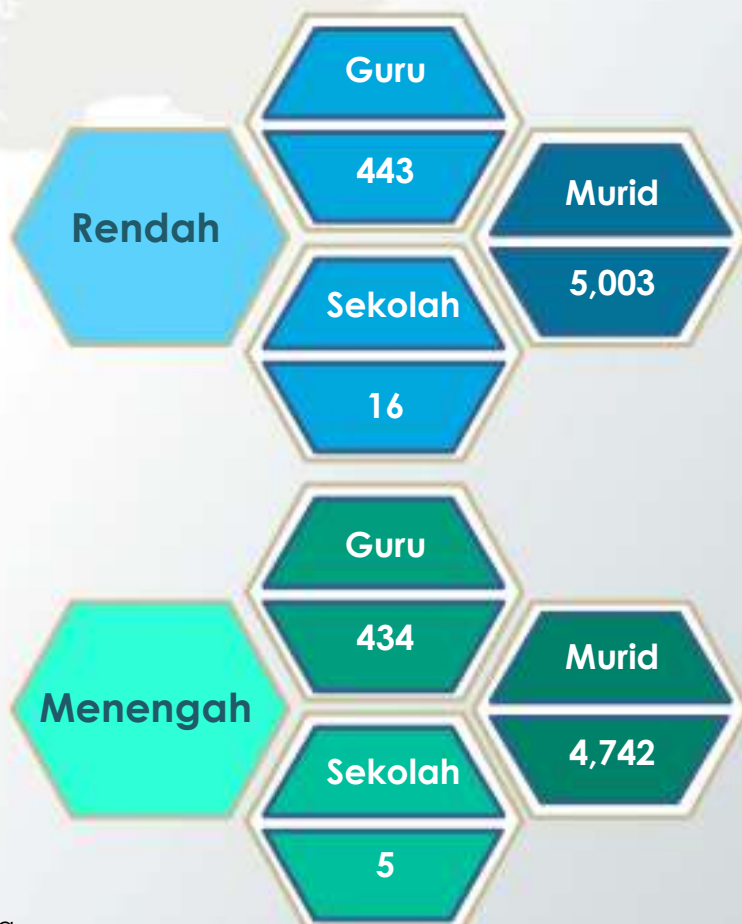 Rendah
Guru
443
Murid
5,003
Sekolah
16
Menengah
Guru
434
Murid
4,742
Sekolah
5